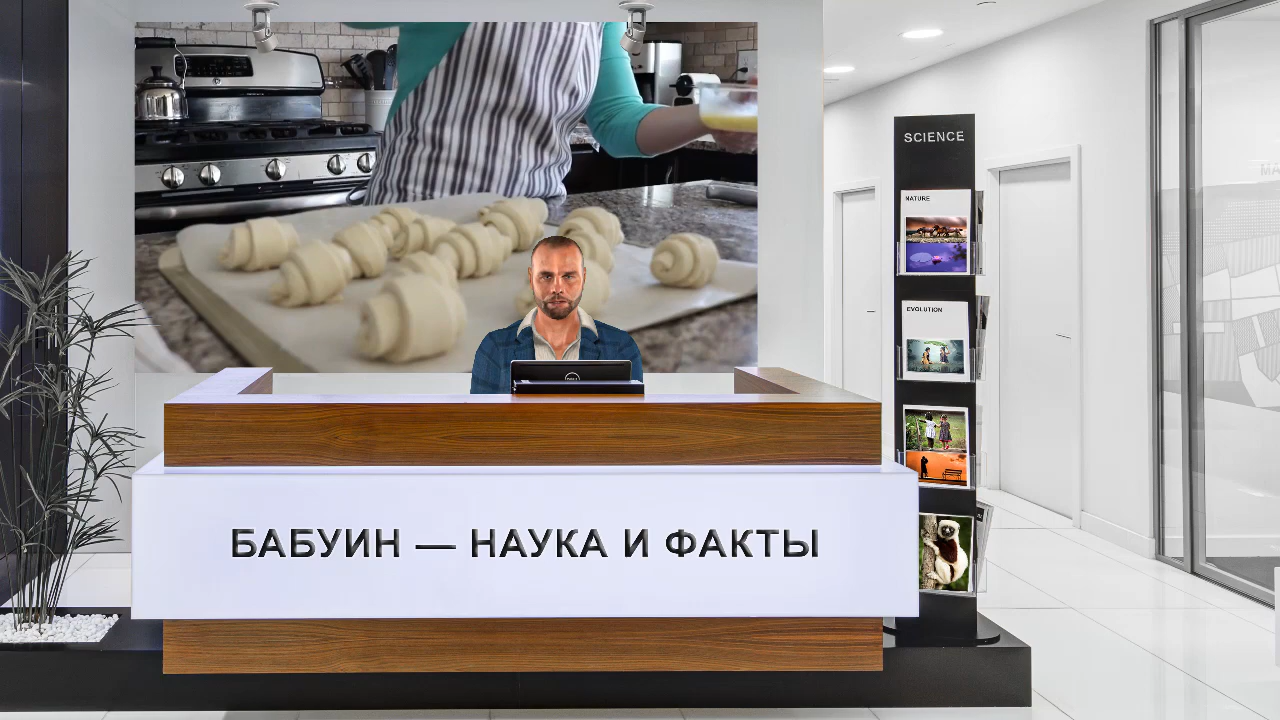 SCIENCE
NATURE
EVOLUTION
БАБУИН — НАУКА И ФАКТЫ